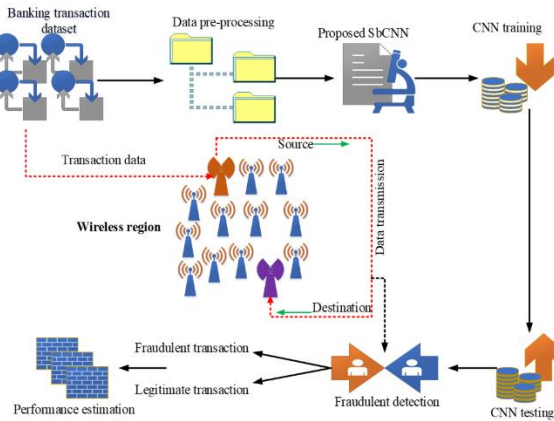 Banking transaction
dataset
Data pre-processing
Proposed SbCNN
CNN training
Transaction data
Source
Wireless region
Data transmission
Destination
Fraudulent transaction
Legitimate transaction
Performance estimation
Fraudulent detection
CNN testing